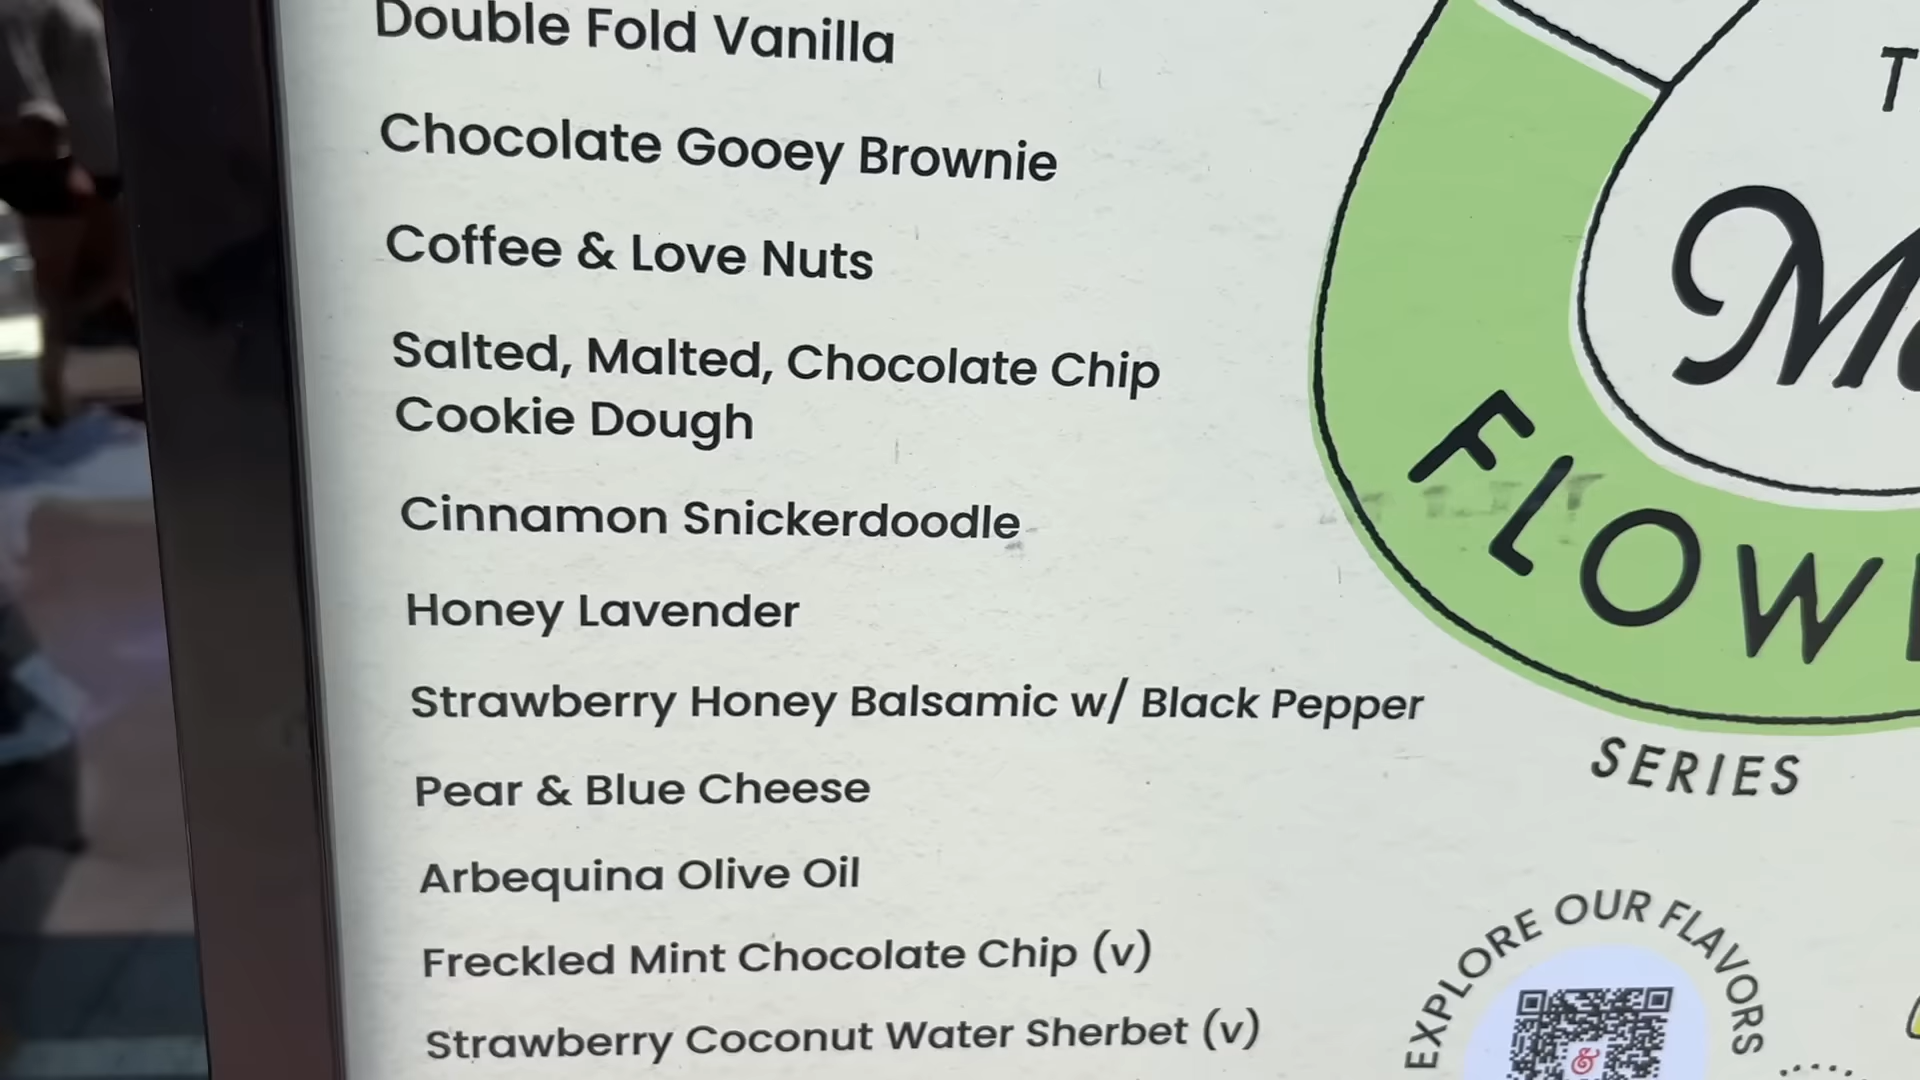 Double Fold Vanilla
Chocolate Gooey Brownie
Coffee & Love Nuts
Salted, Malted, Chocolate Chip
Cookie Dough
Cinnamon Snickerdoodle
Honey Lavender
Strawberry Honey Balsamic w/ Black Pepper
Pear & Blue Cheese
Arbequina Olive Oil
Freckled Mint Chocolate Chip (v)
Strawberry Coconut Water Sherbet (v)
SERIES
EXPLORE OUR FLAVORS